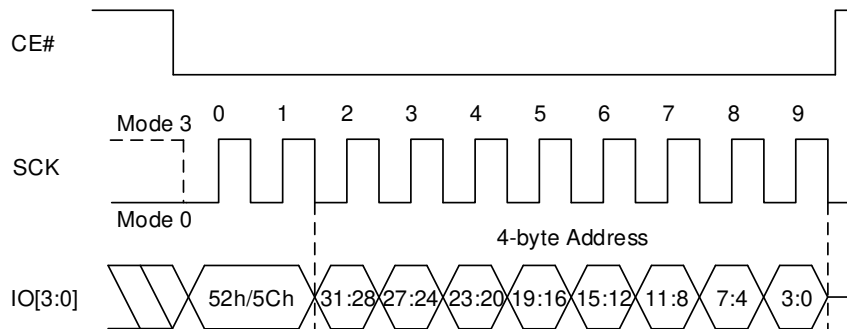 CE#
0 1 2 3 4 5 6 7 8 9
Mode 3
SCK
Mode 0
4-byte Address
IO[3:0] 52h/5Ch 31:28 27:24 23:20 19:16 15:12 11:8 7:4 3:0